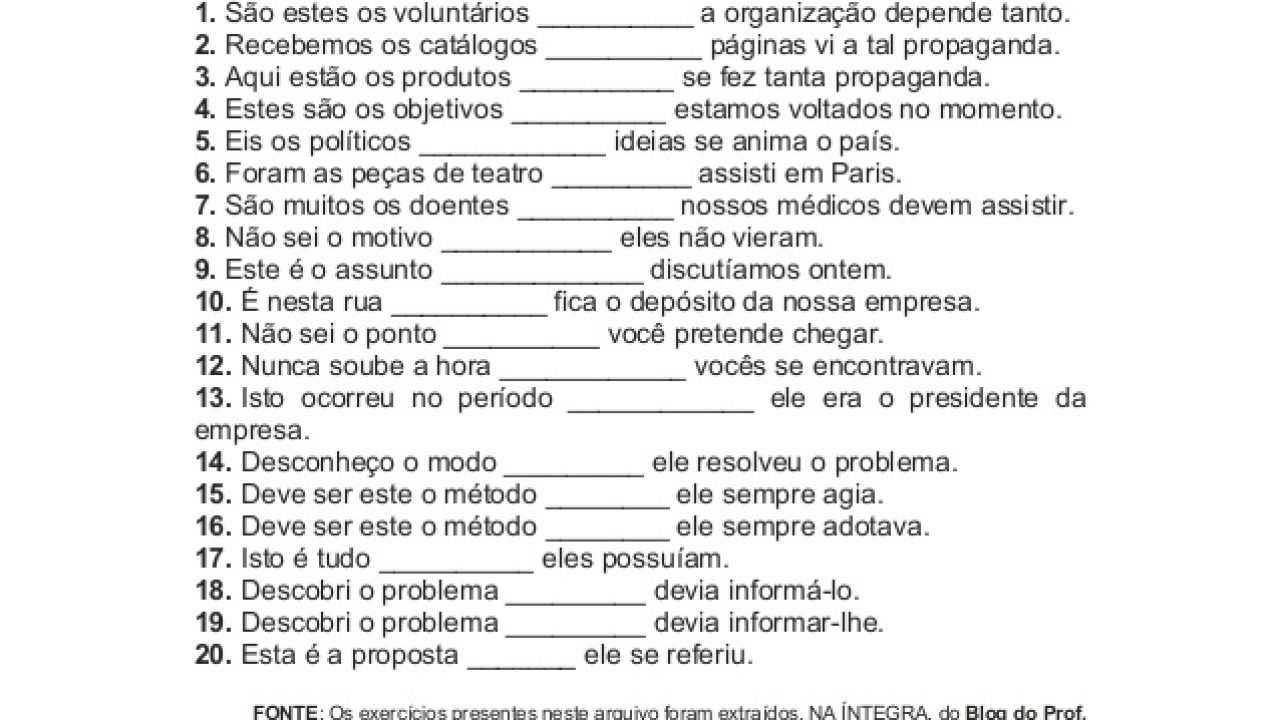 1. São estes os voluntários __________ a organização depende tanto.
2. Recebemos os catálogos __________ páginas vi a tal propaganda.
3. Aqui estão os produtos __________ se fez tanta propaganda.
4. Estes são os objetivos __________ estamos voltados no momento.
5. Eis os políticos ____________ ideias se anima o país.
6. Foram as peças de teatro _________ assisti em Paris.
7. São muitos os doentes __________ nossos médicos devem assistir.
8. Não sei o motivo ___________ eles não vieram.
9. Este é o assunto _____________ discutíamos ontem.
10. É nesta rua __________ fica o depósito da nossa empresa.
11. Não sei o ponto __________ você pretende chegar.
12. Nunca soube a hora ____________ vocês se encontravam.
13. Isto ocorreu no período ____________ ele era o presidente da
empresa.
14. Desconheço o modo _________ ele resolveu o problema.
15. Deve ser este o método ________ ele sempre agia.
16. Deve ser este o método ________ ele sempre adotava.
17. Isto é tudo __________ eles possuíam.
18. Descobri o problema _________ devia informá-lo.
19. Descobri o problema _________ devia informar-lhe.
20. Esta é a proposta _______ ele se referiu.
FONTE: Os exercícios presentes neste arquivo foram extraídos, NA ÍNTEGRA, do Blog do Prof.